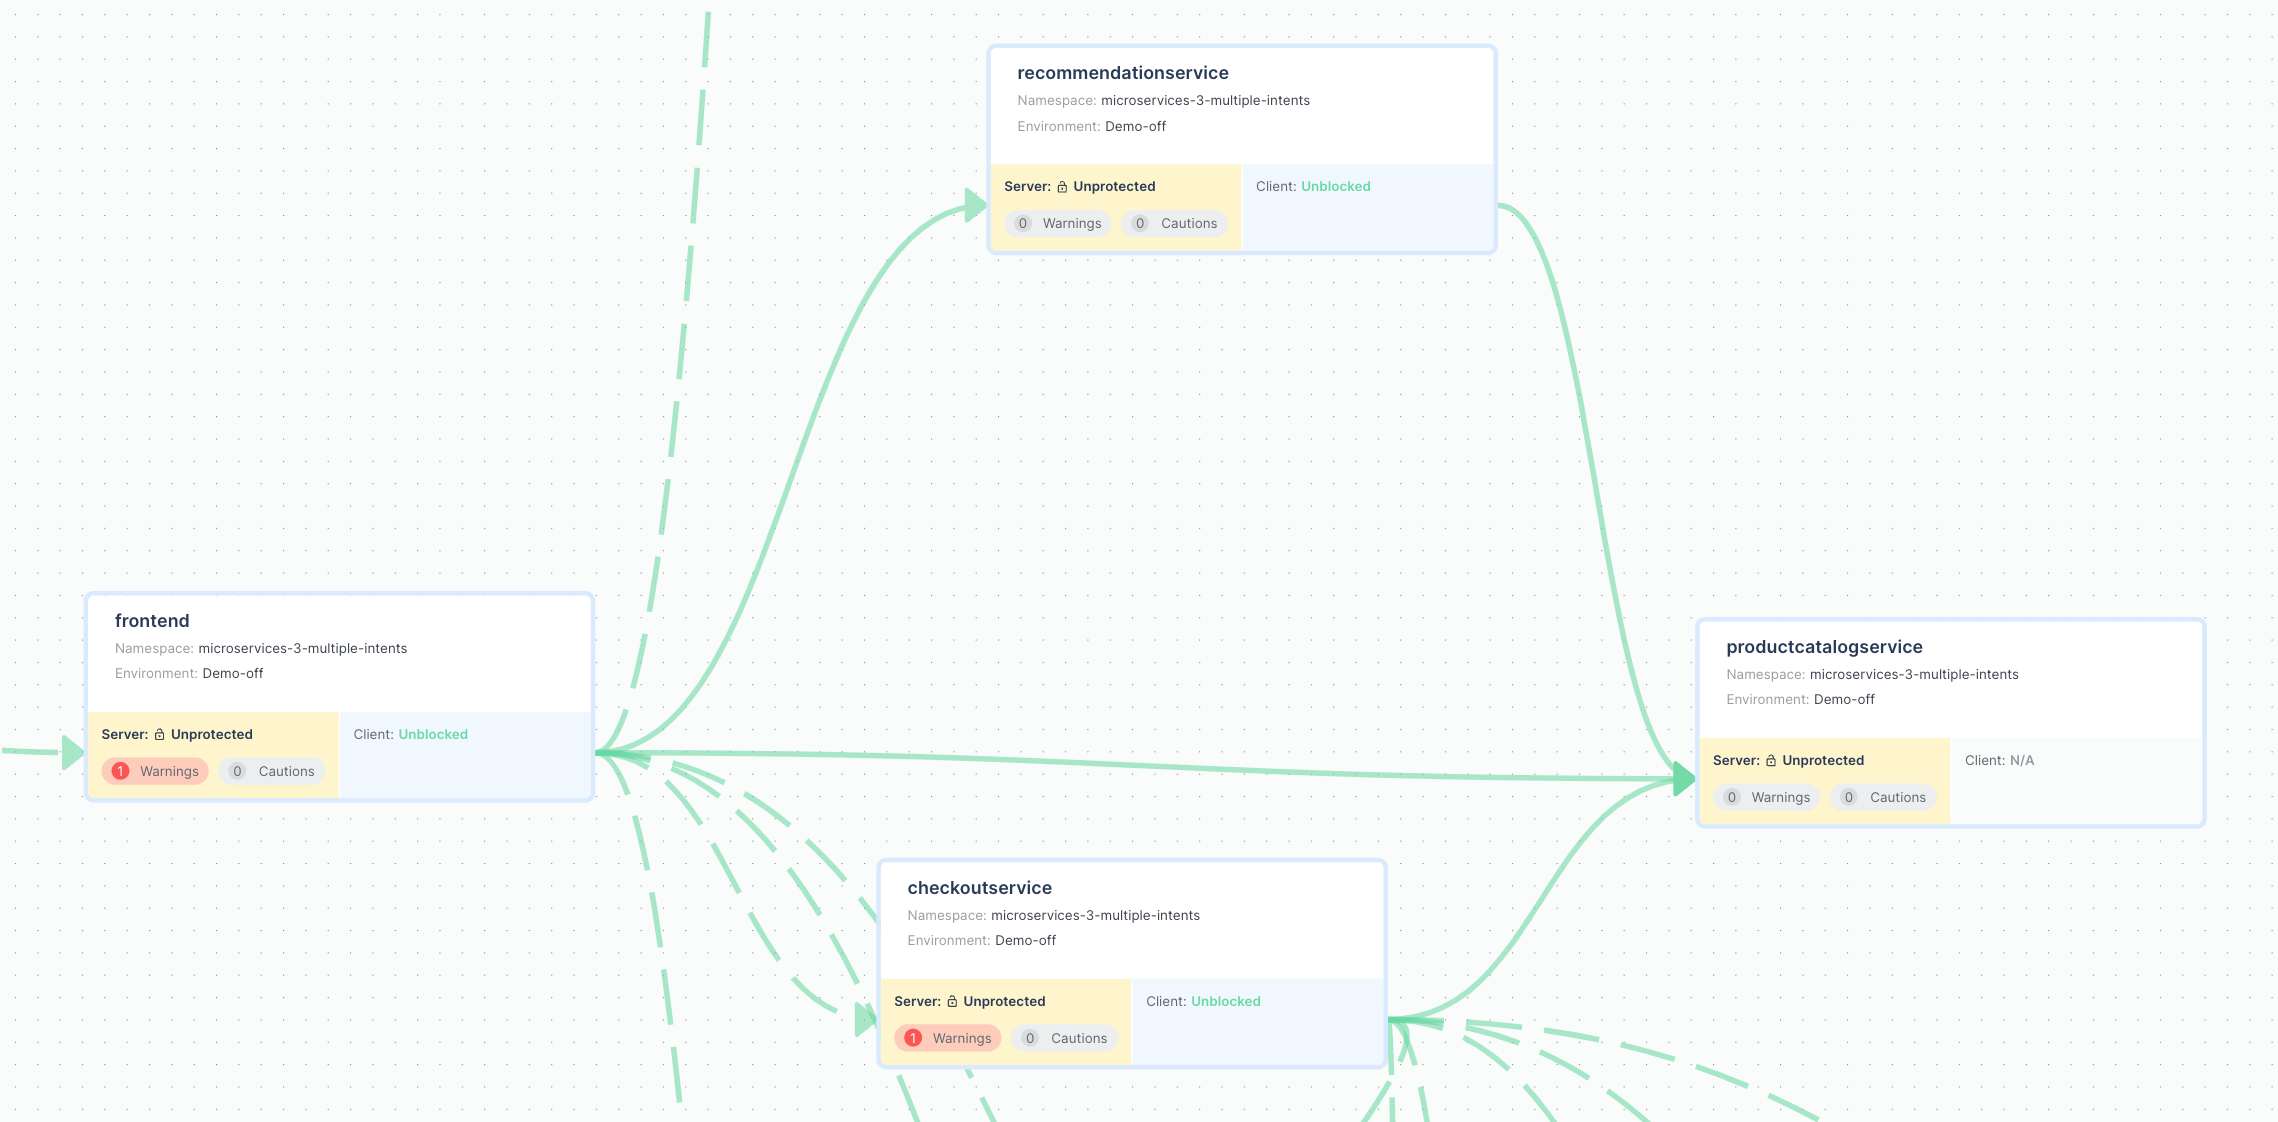 recommendationservice
Namespace: microservices-3-multiple-intents
Environment: Demo-off
Server: Unprotected
Client: Unblocked
0 Warnings
0 Cautions
frontend
Namespace: microservices-3-multiple-intents
Environment: Demo-off
Server: Unprotected
Client: Unblocked
1 Warnings
0 Cautions
productcatalogservice
Namespace: microservices-3-multiple-intents
Environment: Demo-off
Server: Unprotected
Client: N/A
0 Warnings
0 Cautions
checkoutservice
Namespace: microservices-3-multiple-intents
Environment: Demo-off
Server: Unprotected
Client: Unblocked
1 Warnings
0 Cautions